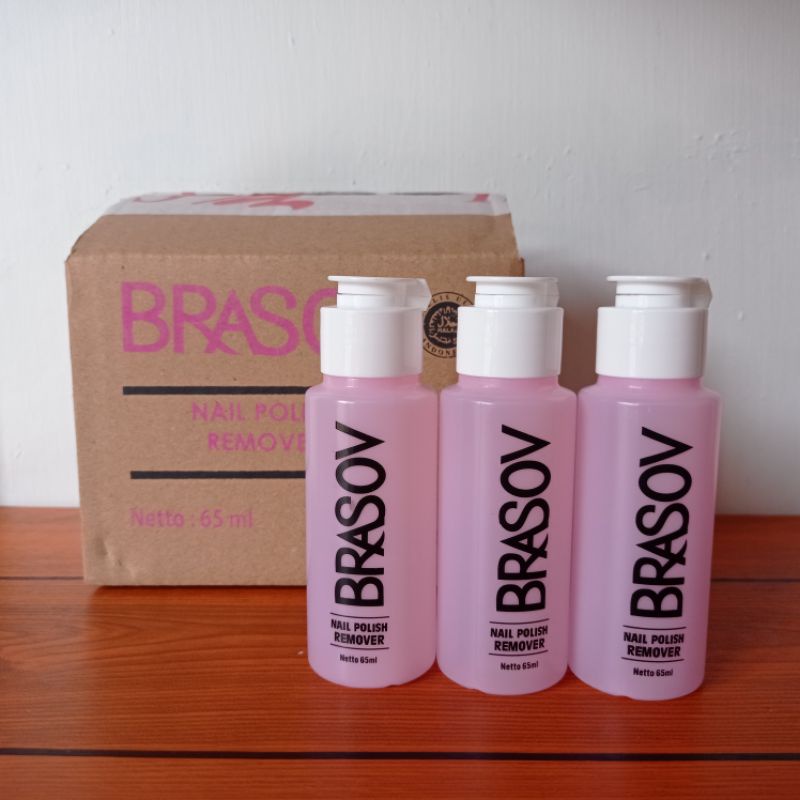 BRASO
NAIL POLI
REMOVE
Netto : 65 ml
BRASOV
NAIL POLISH
REMOVER
Netto 65ml
BRASOV
NAIL POLISH
REMOVER
Netto 65ml
BRASOV
NAIL POLISH
REMOVER
Netto 65ml